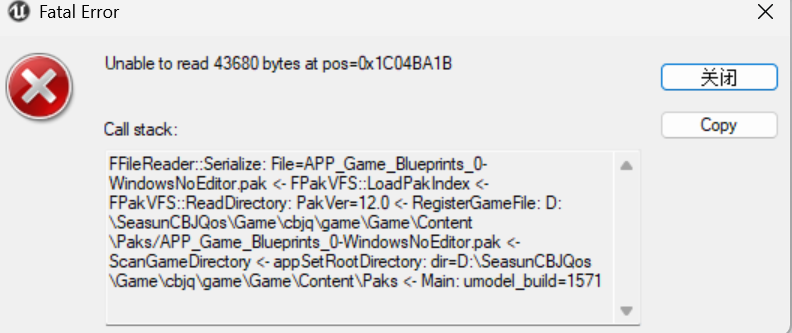 Fatal Error
Unable to read 43680 bytes at pos=0x1C04BA1B
关闭
Copy
Call stack:
FFileReader::Serialize: File=APP_Game_Blueprints_0-
WindowsNoEditor.pak <- FPakVFS::LoadPakIndex <-
FPakVFS::ReadDirectory: PakVer=12.0 <- RegisterGameFile: D:
\SeasunCBJQos\Game\cbjq\game\Game\Content
\Paks/APP_Game_Blueprints_0-WindowsNoEditor.pak <-
ScanGameDirectory <- appSetRootDirectory: dir=D:\SeasunCBJQos
\Game\cbjq\game\Game\Content\Paks <- Main: umodel_build=1571